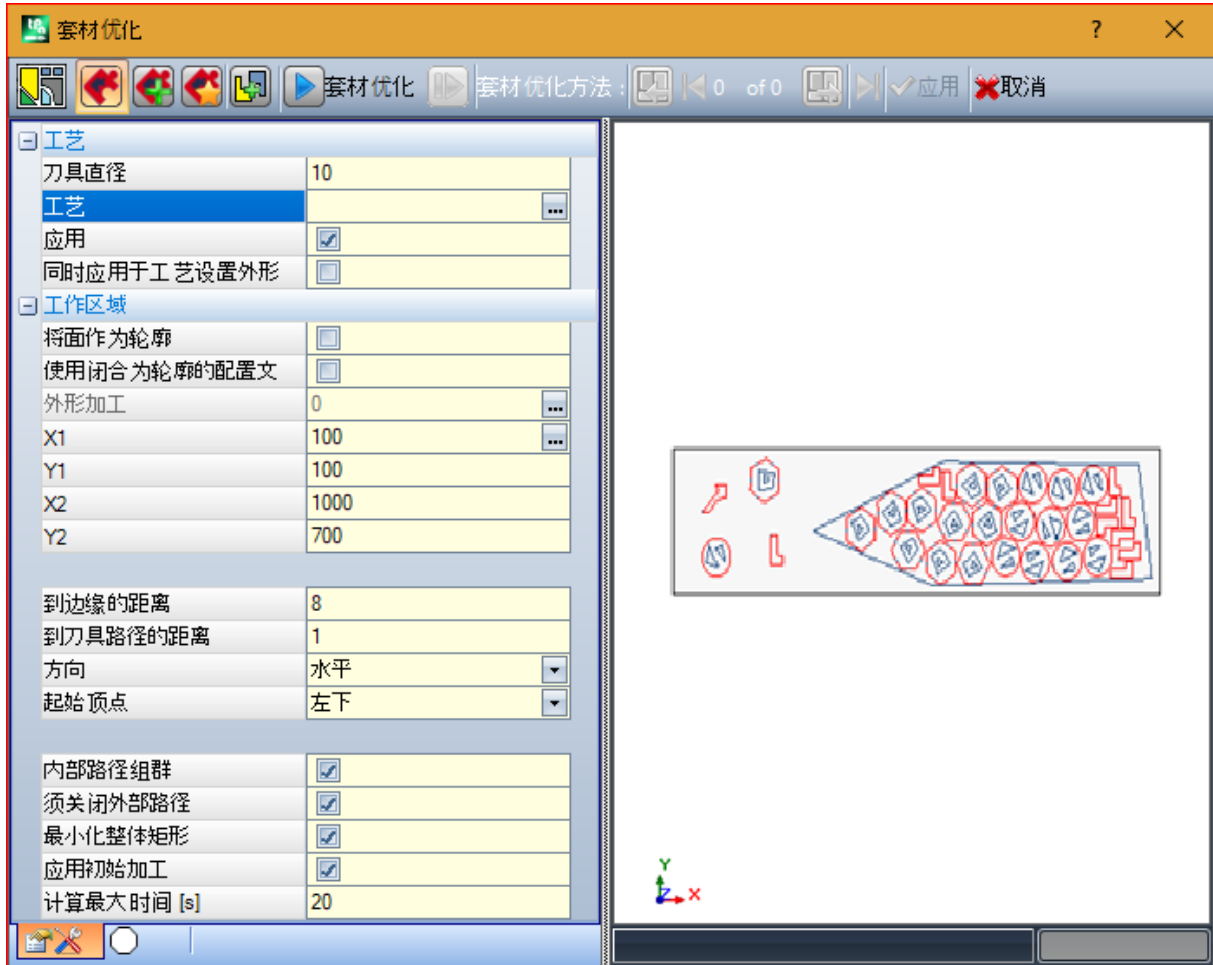 套材优化 ?
套材优化 套材优化方法： 0 of 0 应用 取消
工艺
刀具直径 10
工艺 ...
应用
同时应用于工艺设置外形
工作区域
将面作为轮廓
使用闭合为轮廓的配置文
外形加工 0 ...
X1 100 ...
Y1 100
X2 1000
Y2 700
到边缘的距离 8
到刀具路径的距离 1
方向 水平
起始顶点 左下
内部路径组群
须关闭外部路径
最小化整体矩形
应用初始加工
计算最大时间 [s] 20
Y
Z X